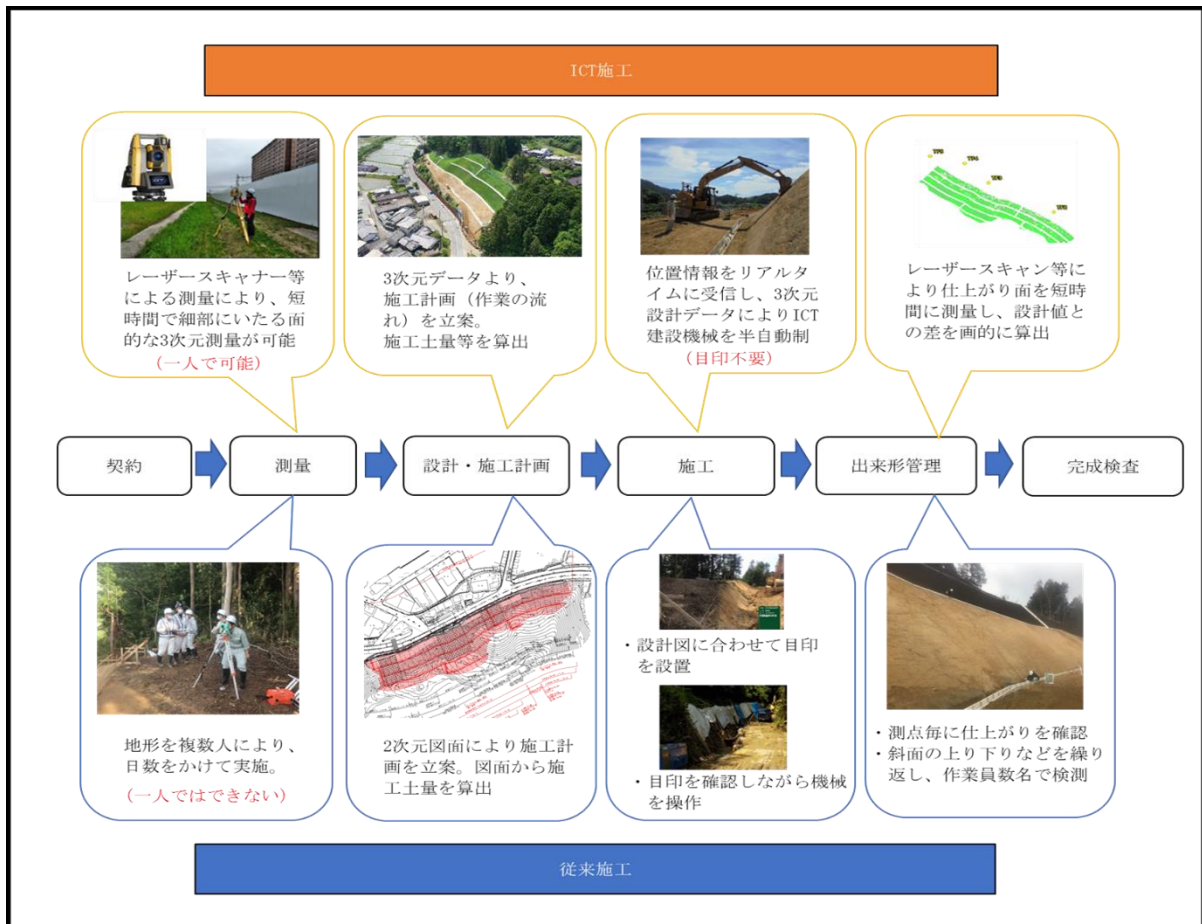 ICT施工
レーザースキャナー等
による測量により、短
時間で細部にいたる面
的な3次元測量が可能
(一人で可能)
3次元データより、
施工計画（作業の流
れ）を立案。
施工土量等を算出
位置情報をリアルタ
イムに受信し、3次元
設計データによりICT
建設機械を半自動制
(目印不要)
TP5
TP4
TP3
TP2
レーザースキャン等に
より仕上がり面を短時
間に測量し、設計値と
の差を画的に算出
契約
測量
設計・施工計画
施工
出来形管理
完成検査
地形を複数人により、
日数をかけて実施。
(一人ではできない)
2次元図面により施工計
画を立案。図面から施
工土量を算出
・設計図に合わせて目印
を設置
・目印を確認しながら機械
を操作
・測点毎に仕上がりを確認
・斜面の上り下りなどを繰り
返し、作業員数名で検測
従来施工